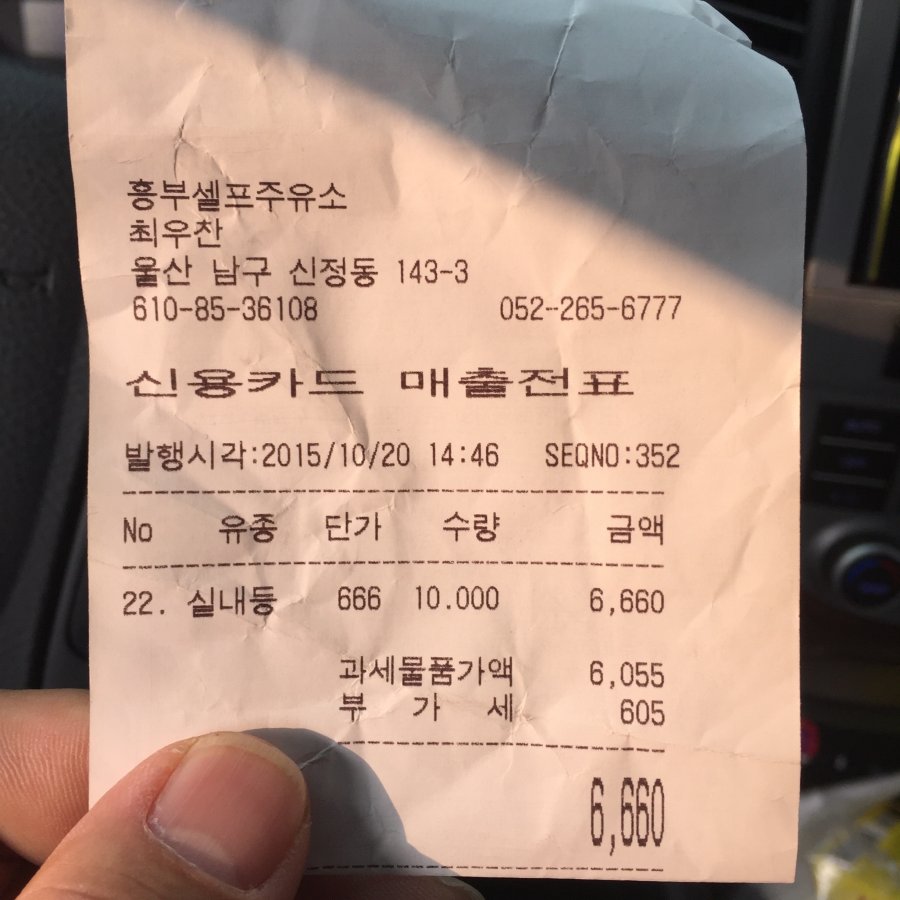 흥부셀프주유소
최우찬
울산 남구 신정동 143-3
610-85-36108 052-265-6777
신용카드 매출전표
발행시각:2015/10/20 14:46 SEQNO:352
No 유종 단가 수량 금액
22. 실내등 666 10.000 6,660
과세물품가액 6,055
부 가 세 605
6,660